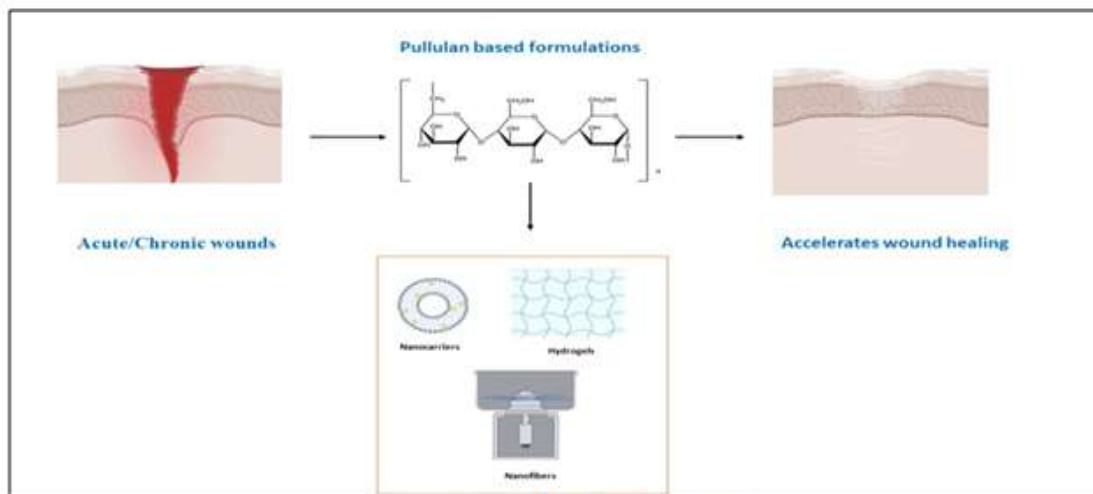 Pullulan based formulations
Acute/Chronic wounds
Accelerates wound healing
Nanocarriers
Hydrogels
Nanofibers